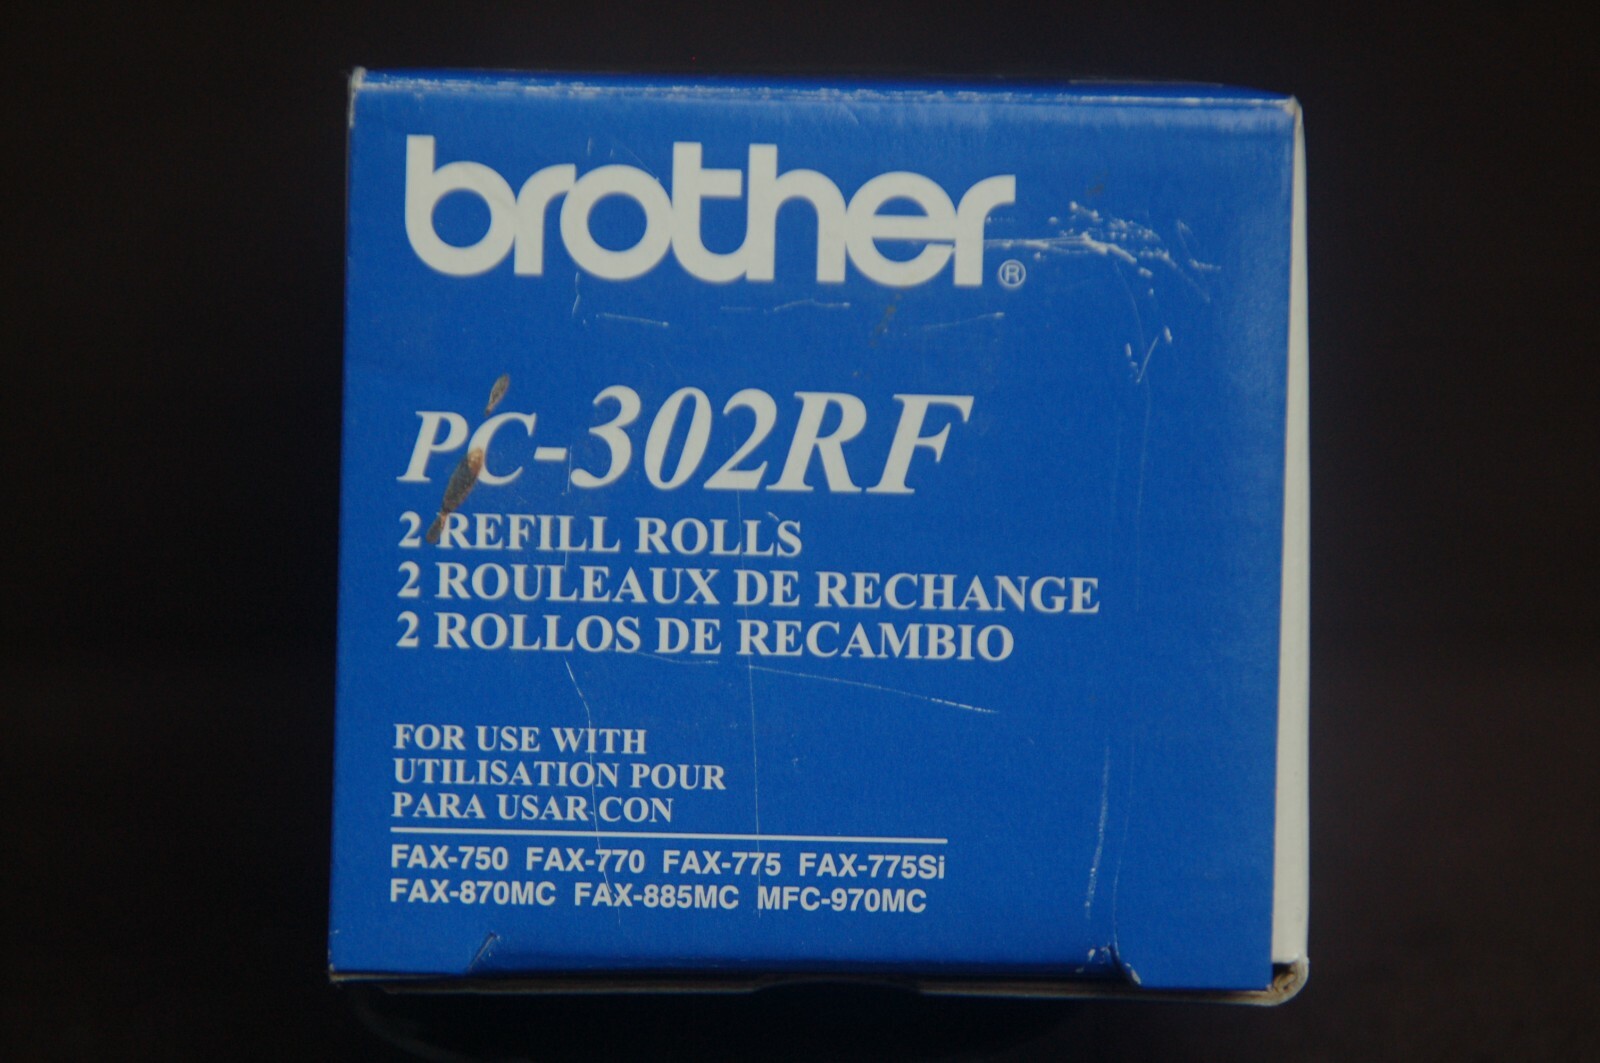 brother®
PC-302RF
2 REFILL ROLLS
2 ROULEAUX DE RECHANGE
2 ROLLOS DE RECAMBIO
FOR USE WITH
UTILISATION POUR
PARA USAR CON
FAX-750 FAX-770 FAX-775 FAX-775Si
FAX-870MC FAX-885MC MFC-970MC